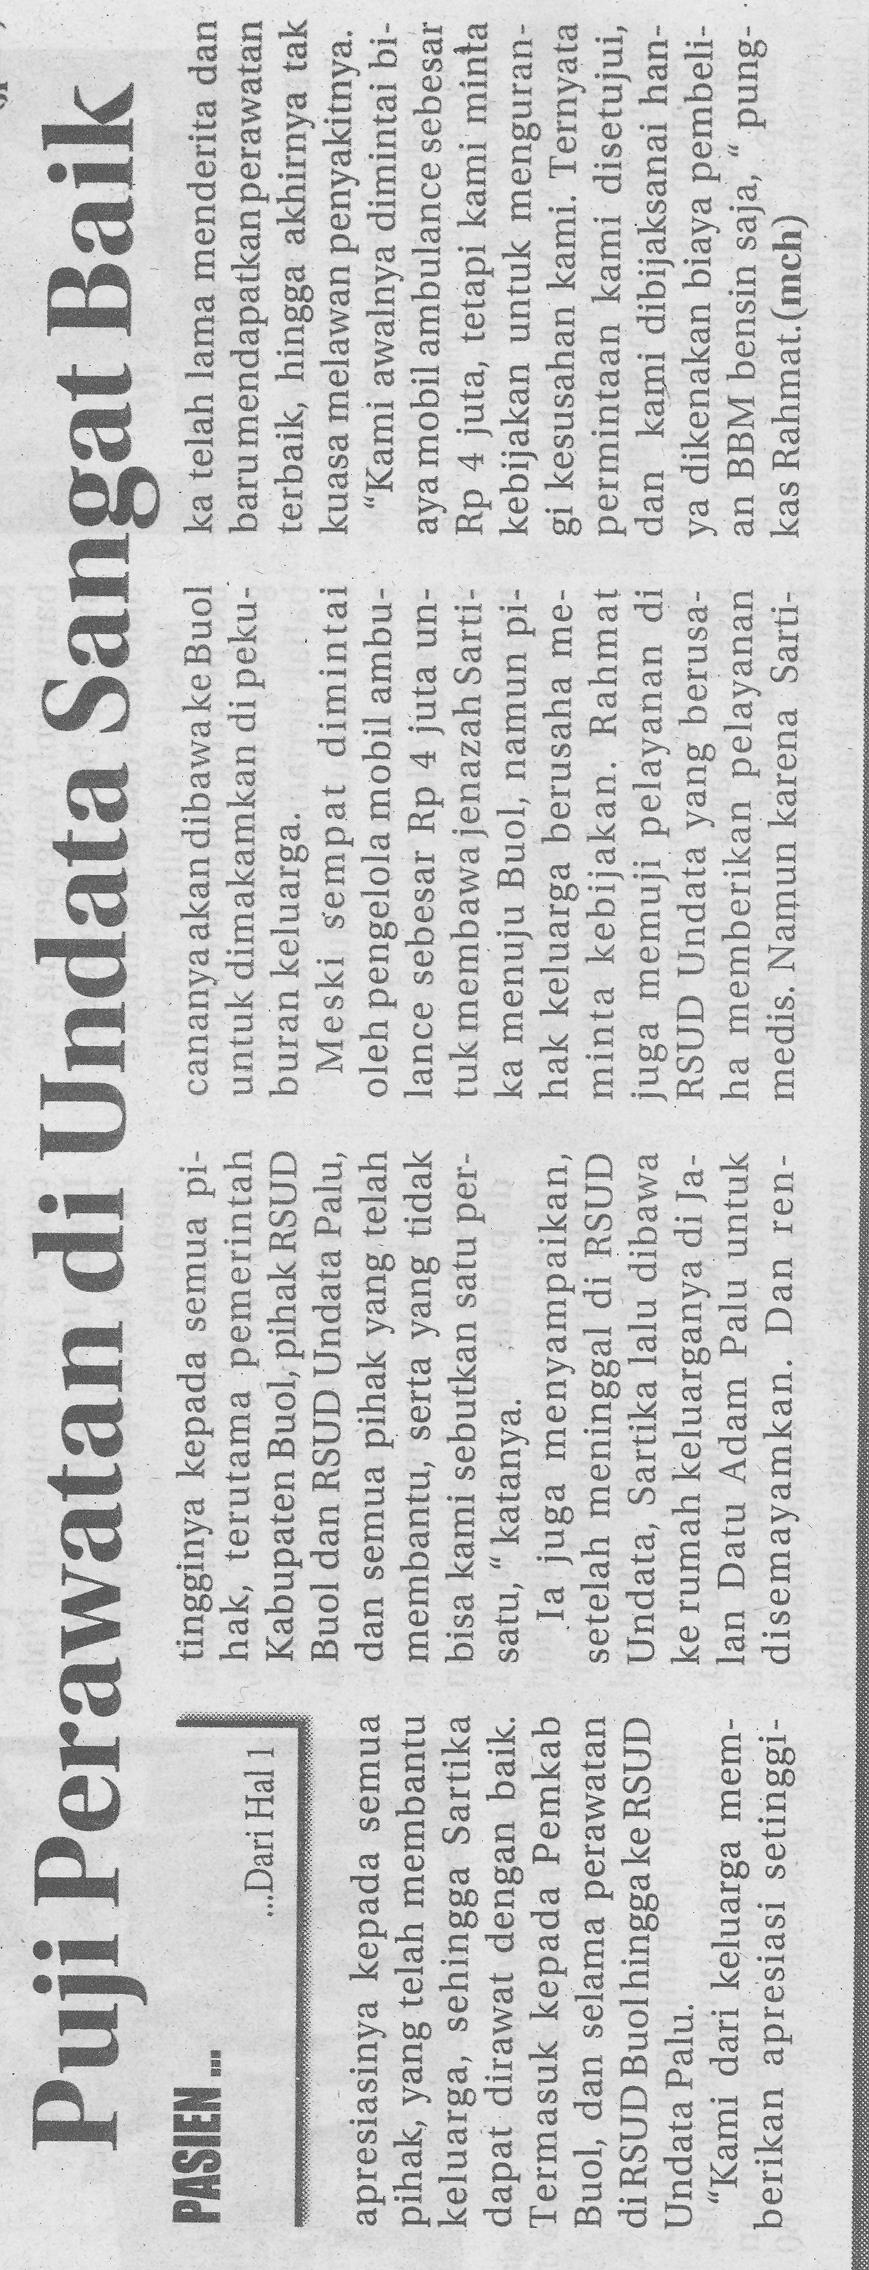 Puji Perawatan di Undata Sangat Baik
PASIEN...
...Dari Hal 1
apresiasinya kepada semua
pihak, yang telah membantu
keluarga, sehingga Sartika
dapat dirawat dengan baik.
Termasuk kepada Pemkab
Buol, dan selama perawatan
di RSUD Buol hingga ke RSUD
Undata Palu.
“Kami dari keluarga mem-
berikan apresiasi setinggi-
tingginya kepada semua pi-
hak, terutama pemerintah
Kabupaten Buol, pihak RSUD
Buol dan RSUD Undata Palu,
dan semua pihak yang telah
membantu, serta yang tidak
bisa kami sebutkan satu per-
satu, “ katanya.
Ia juga menyampaikan,
setelah meninggal di RSUD
Undata, Sartika lalu dibawa
ke rumah keluarganya di Ja-
lan Datu Adam Palu untuk
disemayamkan. Dan ren-
cananya akan dibawa ke Buol
untuk dimakamkan di peku-
buran keluarga.
Meski sempat dimintai
oleh pengelola mobil ambu-
lance sebesar Rp 4 juta un-
tuk membawa jenazah Sarti-
ka menuju Buol, namun pi-
hak keluarga berusaha me-
minta kebijakan. Rahmat
juga memuji pelayanan di
RSUD Undata yang berusa-
ha memberikan pelayanan
medis. Namun karena Sarti-
ka telah lama menderita dan
baru mendapatkan perawatan
terbaik, hingga akhirnya tak
kuasa melawan penyakitnya.
“Kami awalnya dimintai bi-
aya mobil ambulance sebesar
Rp 4 juta, tetapi kami minta
kebijakan untuk menguran-
gi kesusahan kami. Ternyata
permintaan kami disetujui,
dan kami dibijaksanai han-
ya dikenakan biaya pembeli-
an BBM bensin saja, “ pung-
kas Rahmat.(mch)